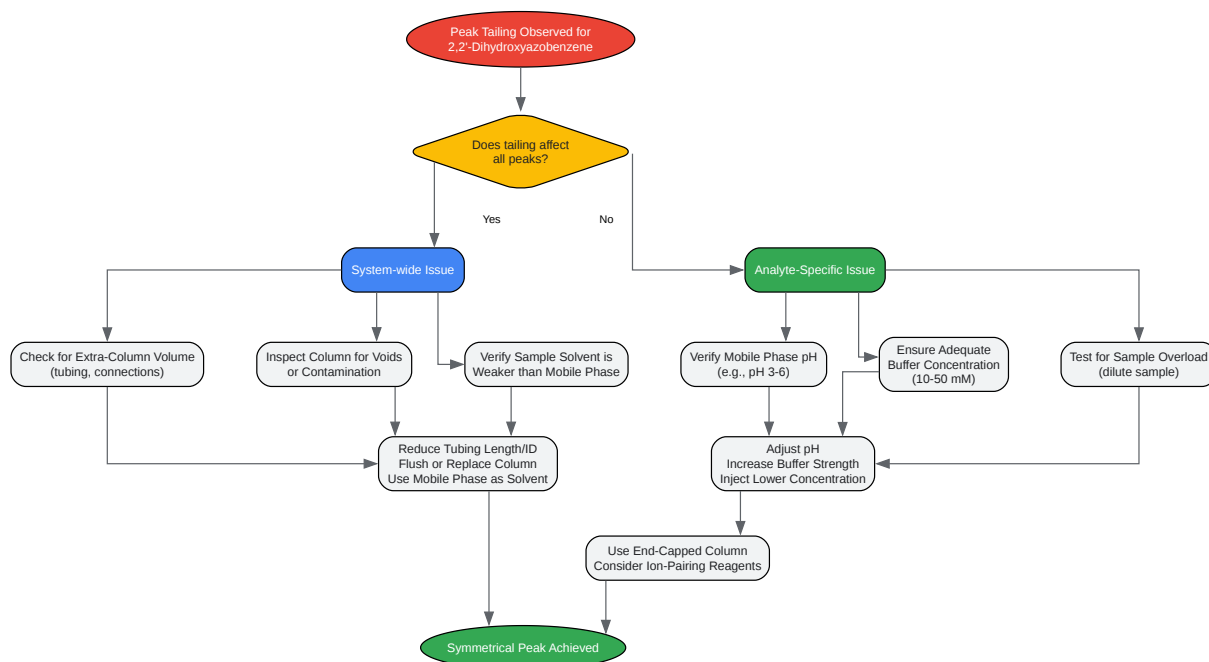 Peak Tailing Observed for
2,2'-Dihydroxyazobenzene
Does tailing affect
all peaks?
Yes
No
System-wide Issue
Analyte-Specific Issue
Check for Extra-Column Volume
(tubing, connections)
Inspect Column for Voids
or Contamination
Verify Sample Solvent is
Weaker than Mobile Phase
Verify Mobile Phase pH
(e.g., pH 3-6)
Ensure Adequate
Buffer Concentration
(10-50 mM)
Test for Sample Overload
(dilute sample)
Reduce Tubing Length/ID
Flush or Replace Column
Use Mobile Phase as Solvent
Adjust pH
Increase Buffer Strength
Inject Lower Concentration
Use End-Capped Column
Consider Ion-Pairing Reagents
Symmetrical Peak Achieved